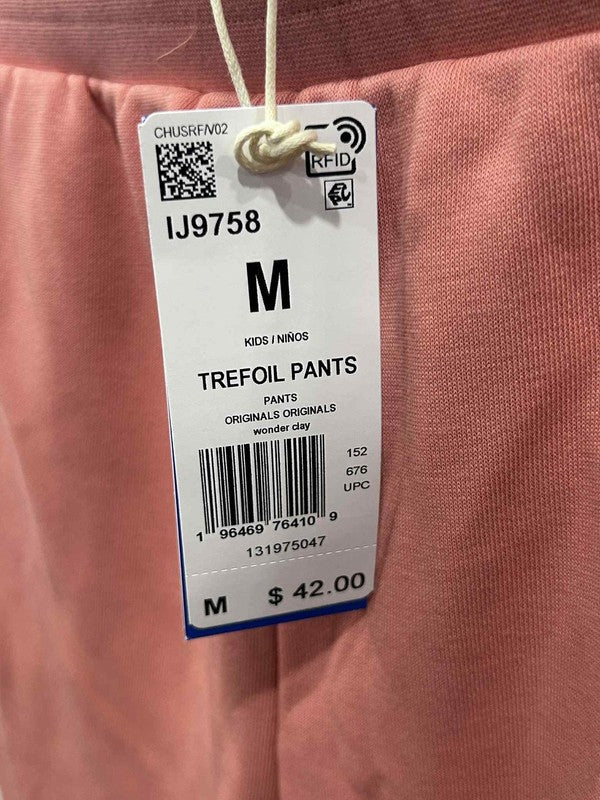 CHUSRF/V02
RFID
IJ9758
M
KIDS / NIÑOS
TREFOIL PANTS
PANTS
ORIGINALS ORIGINALS
wonder clay
152
676
UPC
1 96469 76410 9
131975047
M $ 42.00